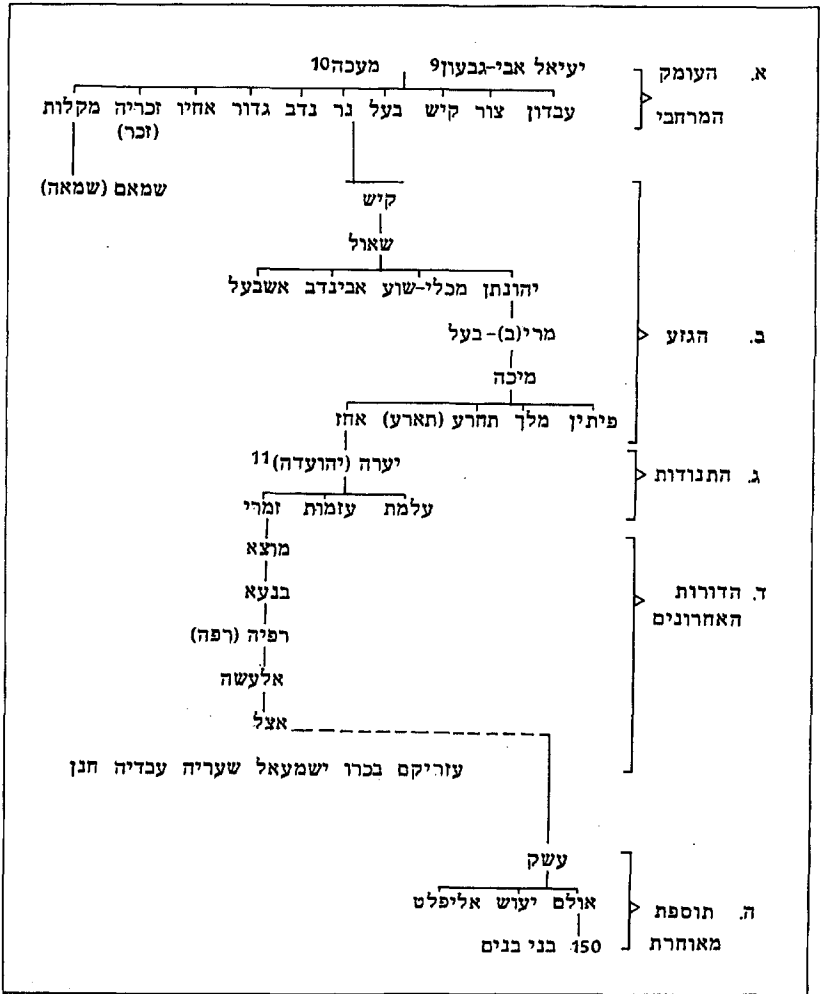 א. העומק
המרחבי
יעיאל אבי-גבעון9 מעכה10
עבדון צור קיש בעל נר נדב גדור אחיו זכריה מקלות
(זכר)
שמאם (שמאה)
ב. הגזע
קיש
שאול
יהונתן מכלי-שוע אבינדב אשבעל
מרי(ב)-בעל
מיכה
פיתין מלך תחרע (תארע) אחז
ג. התנודות
יערה (יהועדה)11
עלמת עזמות זמרי
ד. הדורות
האחרונים
מוצא
בנעא
רפיה (רפה)
אלעשה
אצל
עזריקם בכרו ישמעאל שעריה עבדיה חנן
ה. תוספת
מאוחרת
עשק
אולם יעוש אליפלט
150 בני בנים